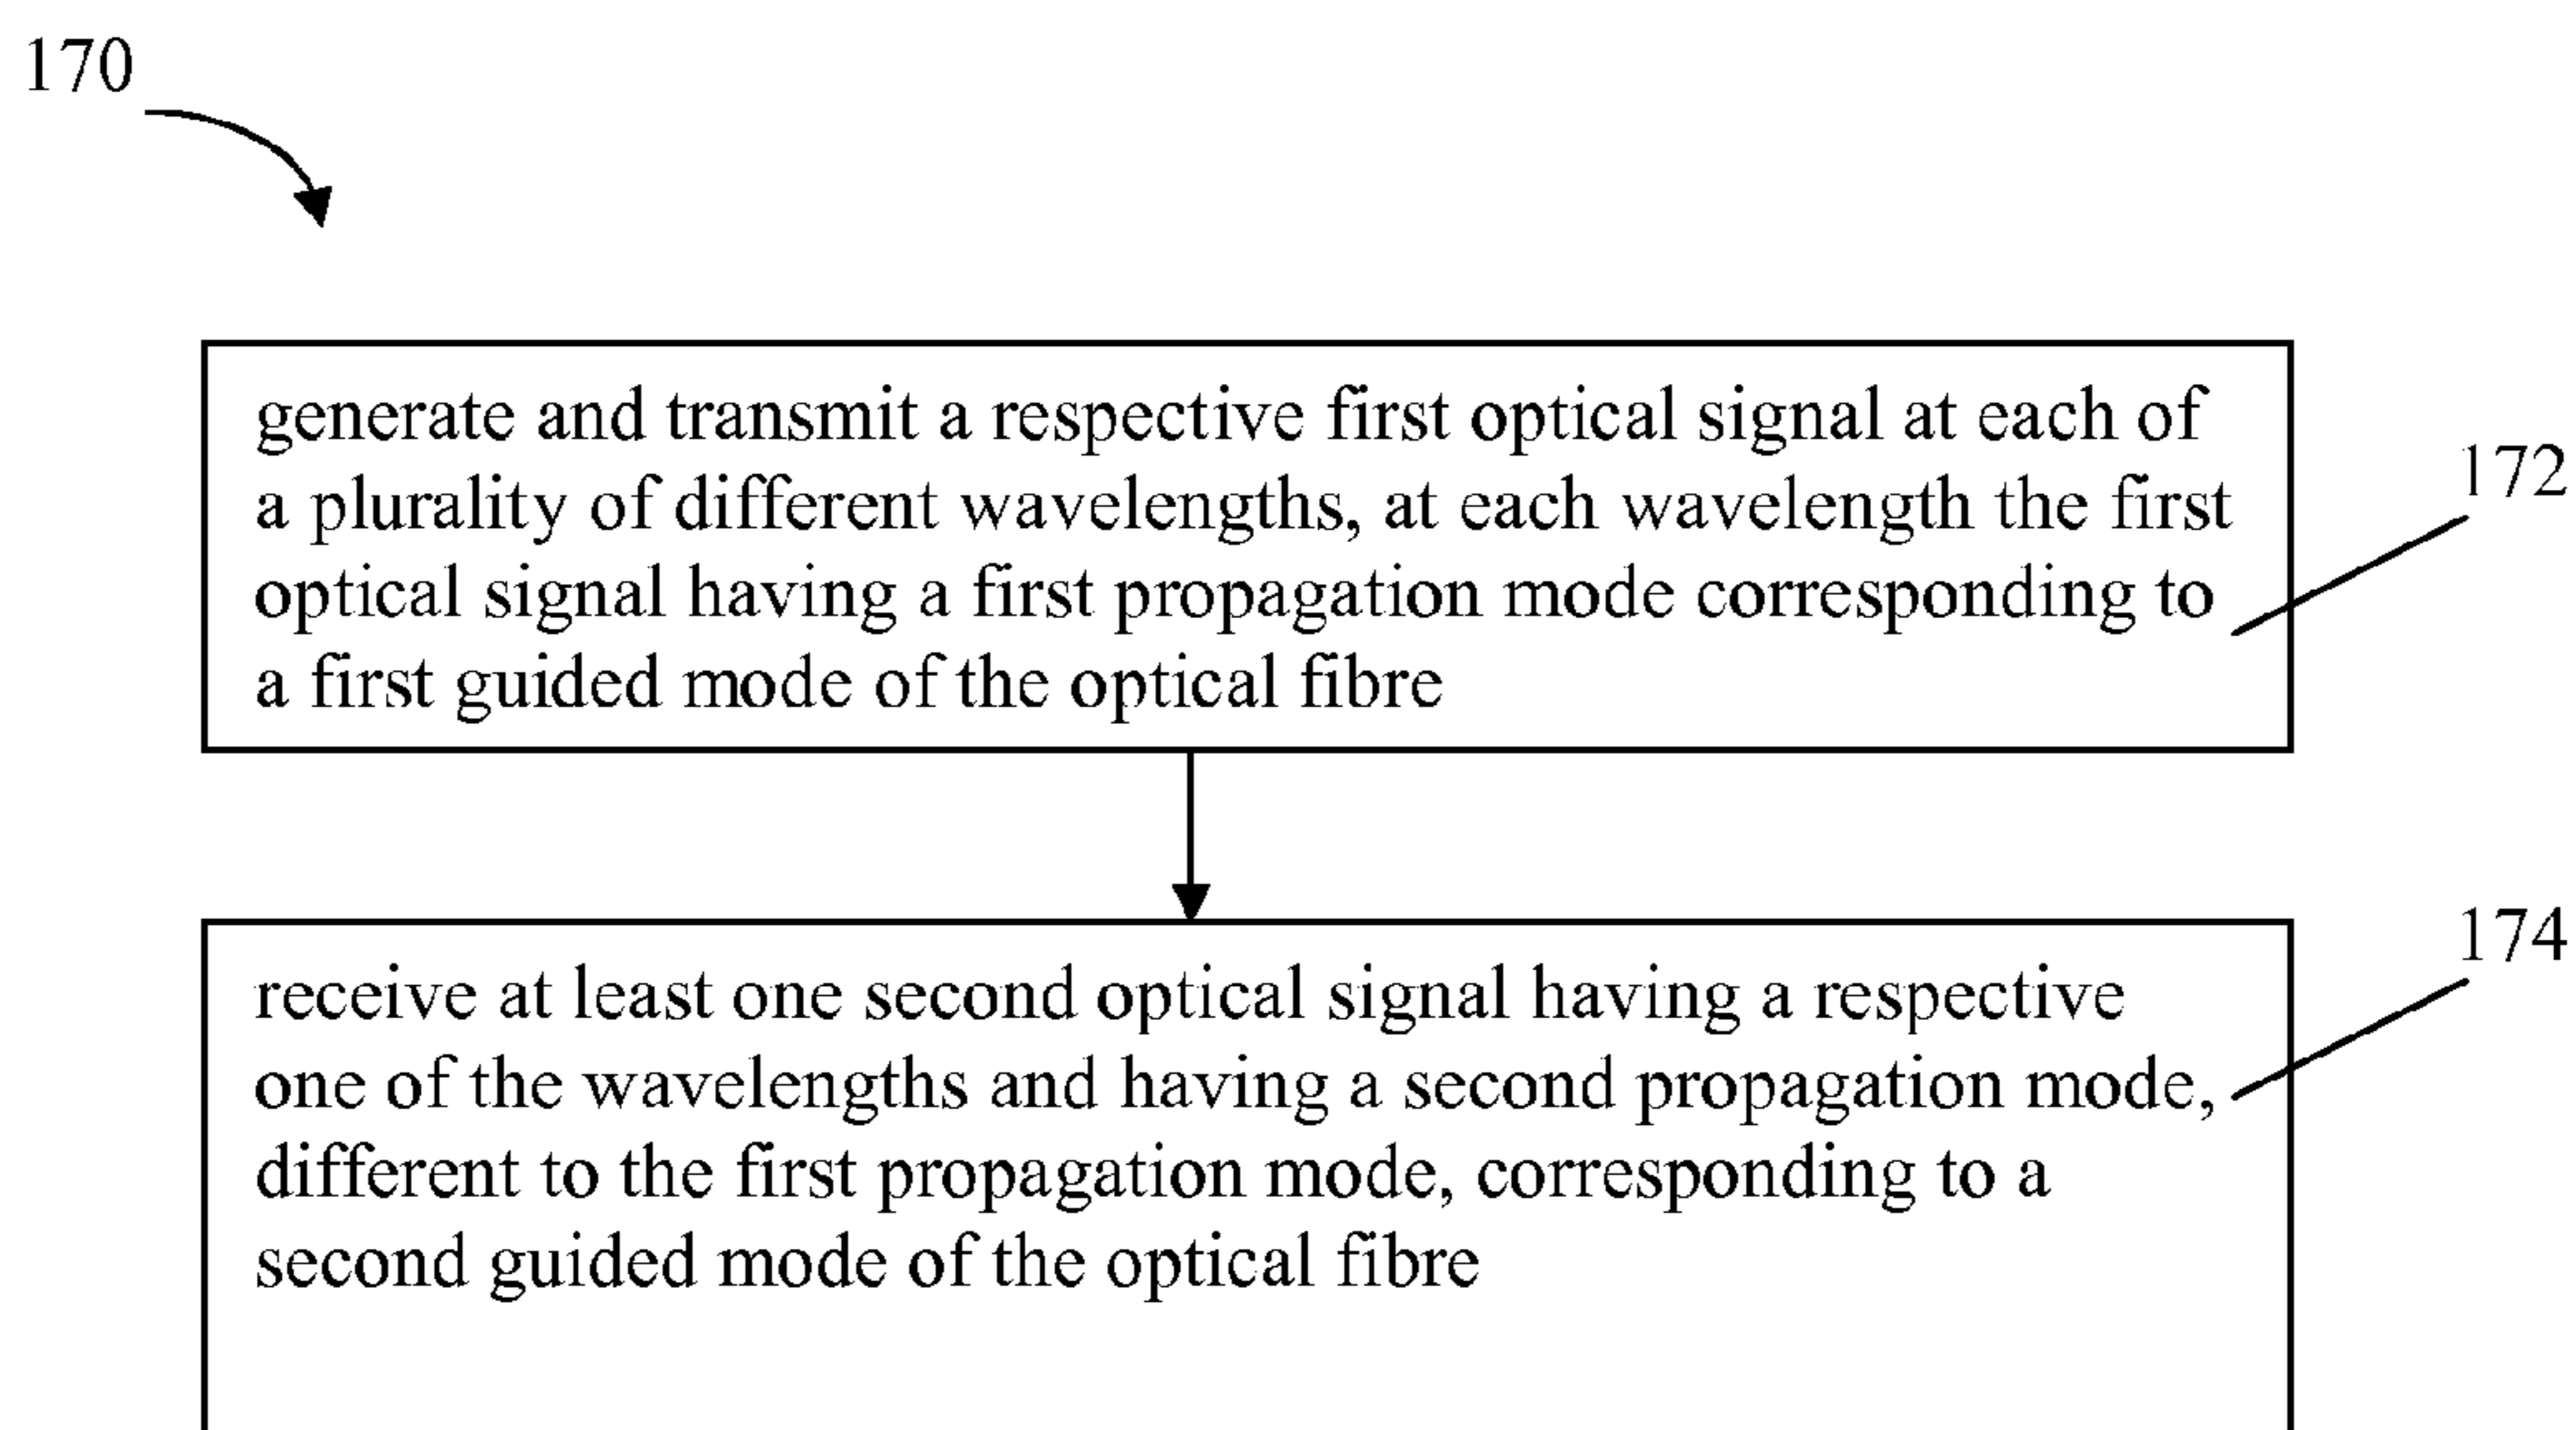 170
generate and transmit a respective first optical signal at each of
a plurality of different wavelengths, at each wavelength the first
optical signal having a first propagation mode corresponding to
a first guided mode of the optical fibre
172
receive at least one second optical signal having a respective
one of the wavelengths and having a second propagation mode,
different to the first propagation mode, corresponding to a
second guided mode of the optical fibre
174